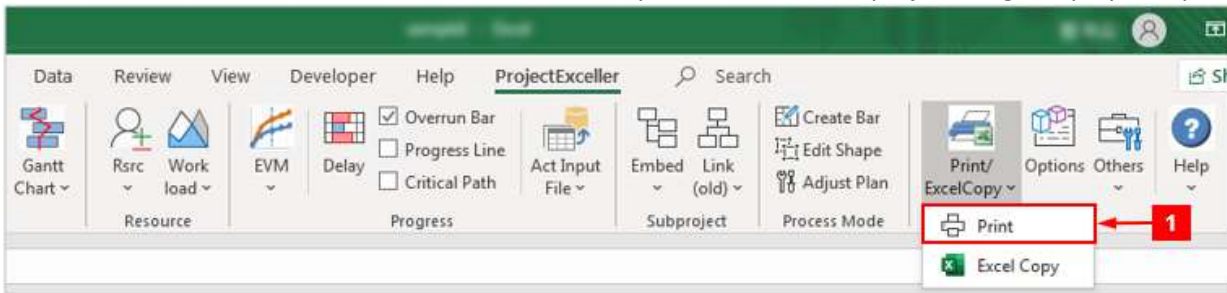 Data Review View Developer Help ProjectExceller Search
Gantt Chart
Rsrc
Work load
EVM
Delay
Overrun Bar
Progress Line
Critical Path
Act Input File
Embed
Link (old)
Create Bar
Edit Shape
Adjust Plan
Print/ ExcelCopy
Options
Others
Help
Resource Progress Subproject Process Mode
Print
1
Excel Copy